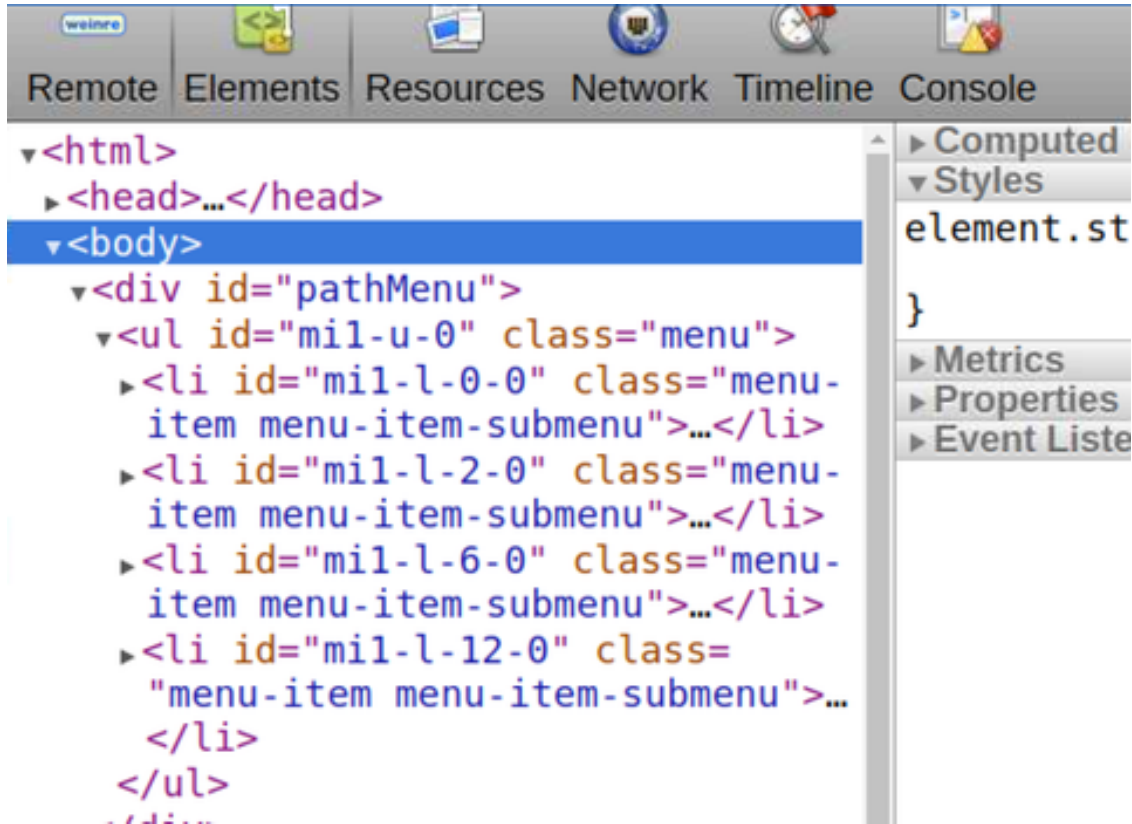 weinre
Remote Elements Resources Network Timeline Console
<html>
<head>…</head>
<body>
<div id="pathMenu">
<ul id="mi1-u-0" class="menu">
<li id="mi1-l-0-0" class="menu-
item menu-item-submenu">…</li>
<li id="mi1-l-2-0" class="menu-
item menu-item-submenu">…</li>
<li id="mi1-l-6-0" class="menu-
item menu-item-submenu">…</li>
<li id="mi1-l-12-0" class=
"menu-item menu-item-submenu">…
</li>
</ul>
Computed
Styles
element.st
}
Metrics
Properties
Event Liste